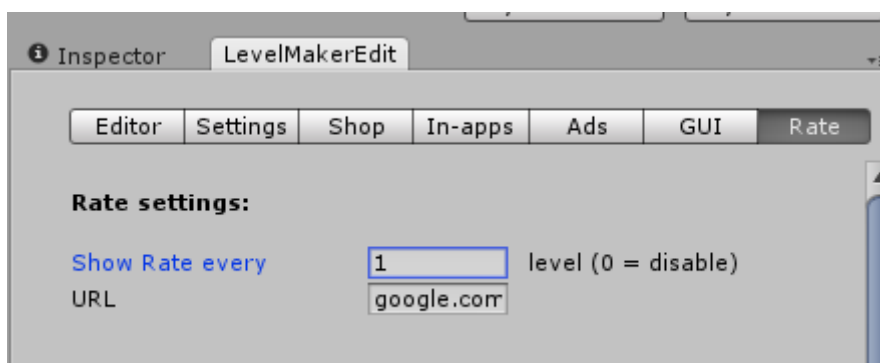 Inspector LevelMakerEdit
Editor Settings Shop In-apps Ads GUI Rate
Rate settings:
Show Rate every 1 level (0 = disable)
URL google.com